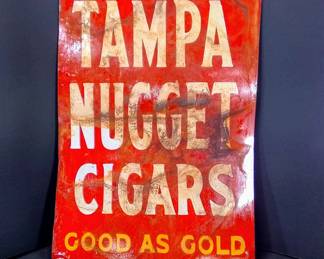 TAMPA
NUGGET
CIGARS
GOOD AS GOLD